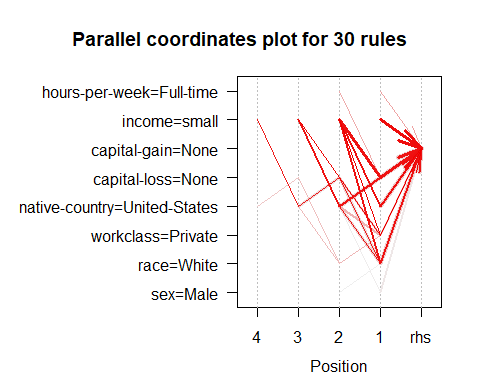 Parallel coordinates plot for 30 rules
hours-per-week=Full-time
income=small
capital-gain=None
capital-loss=None
native-country=United-States
workclass=Private
race=White
sex=Male
4 3 2 1 rhs
Position